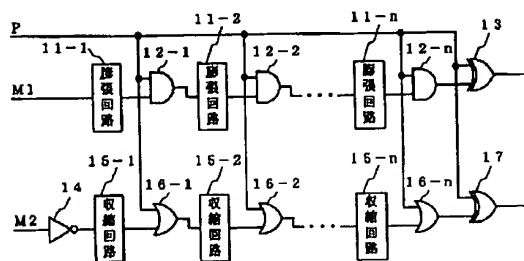 P
11-1
12-1
11-2
12-2
11-n
12-n
13
M1
膨張回路
膨張回路
膨張回路
15-1
16-1
15-2
16-2
15-n
16-n
17
14
M2
収縮回路
収縮回路
収縮回路